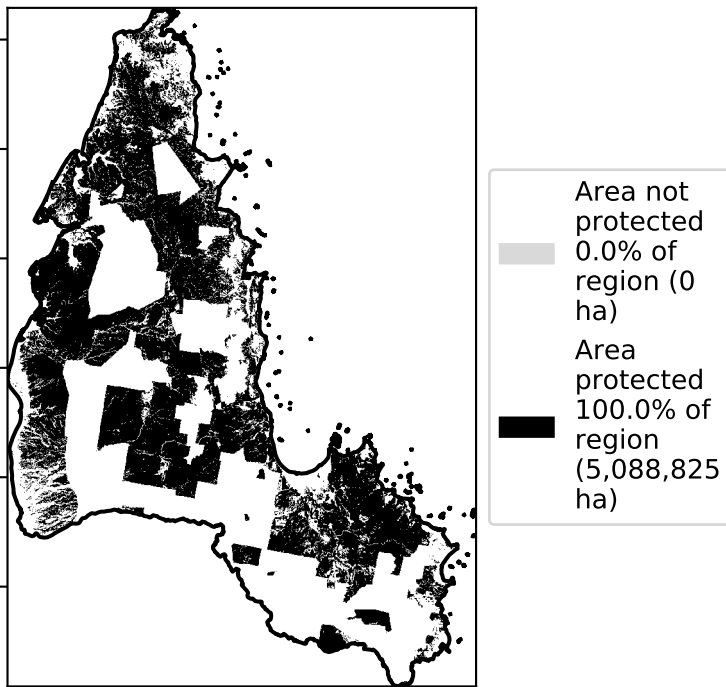 Area not
protected
0.0% of
region (0
ha)
Area
protected
100.0% of
region
(5,088,825
ha)